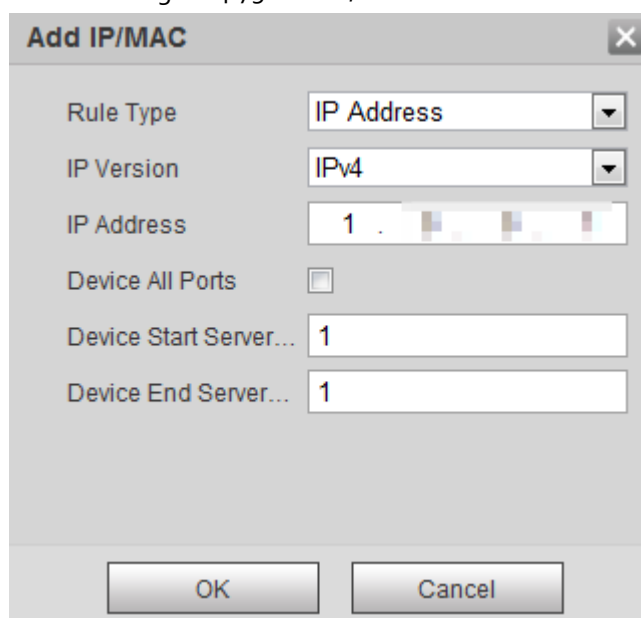 Add IP/MAC
Rule Type IP Address
IP Version IPv4
IP Address 1 .
Device All Ports
Device Start Server... 1
Device End Server... 1
OK Cancel